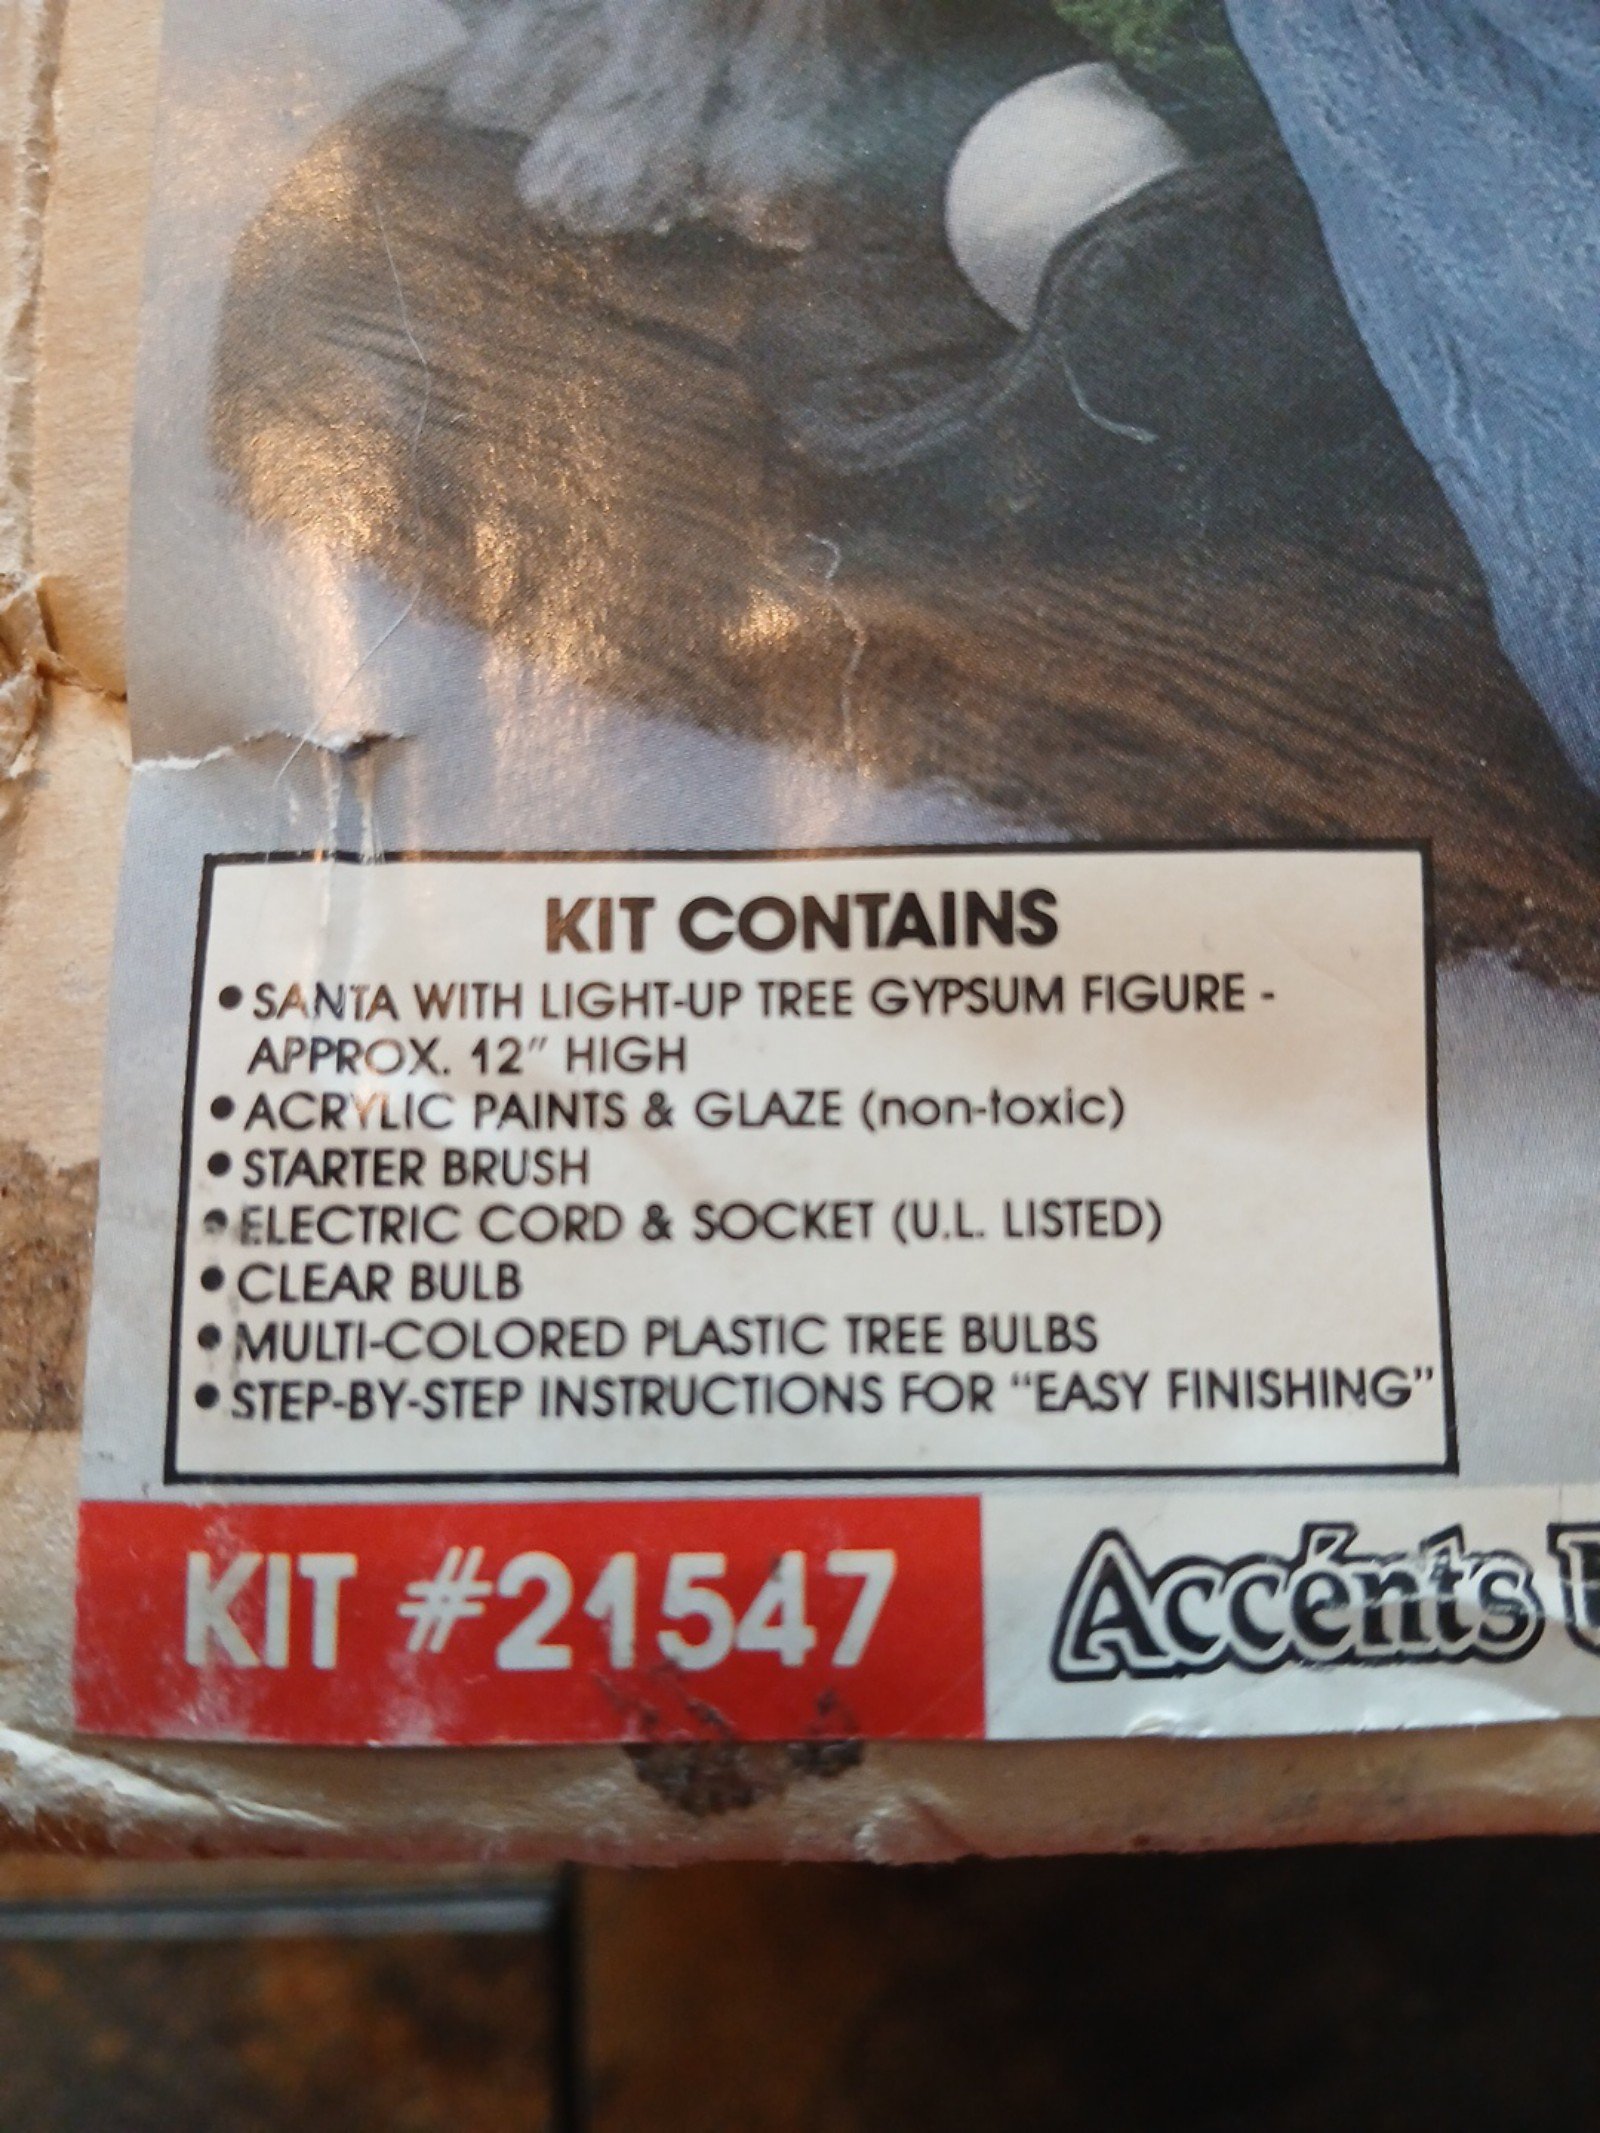 KIT CONTAINS
•SANTA WITH LIGHT-UP TREE GYPSUM FIGURE -
APPROX. 12" HIGH
•ACRYLIC PAINTS & GLAZE (non-toxic)
•STARTER BRUSH
•ELECTRIC CORD & SOCKET (U.L. LISTED)
•CLEAR BULB
•MULTI-COLORED PLASTIC TREE BULBS
•STEP-BY-STEP INSTRUCTIONS FOR "EASY FINISHING"
KIT #21547
Accents